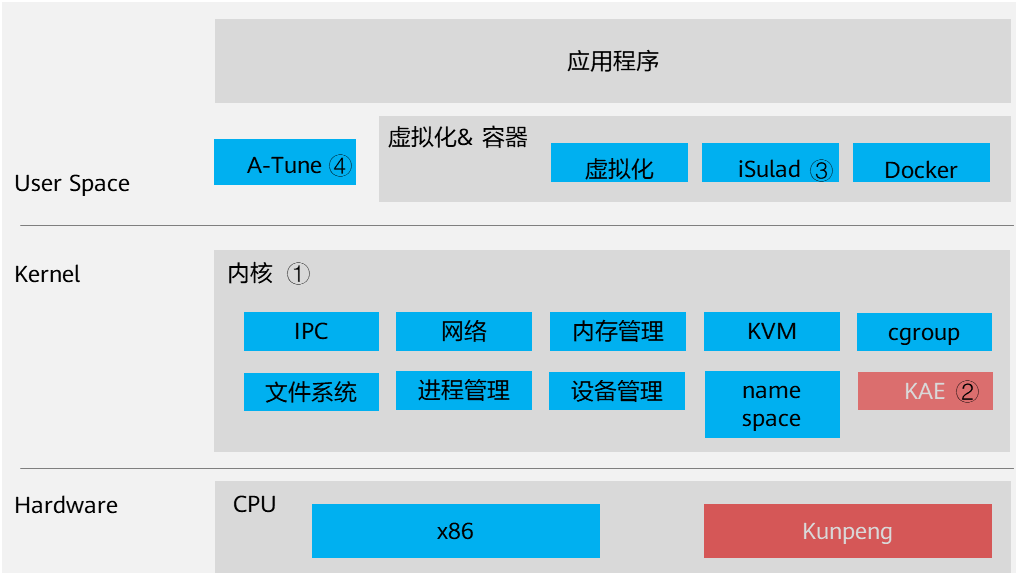 应用程序
User Space
A-Tune ④
虚拟化& 容器
虚拟化
iSulad ③
Docker
Kernel
内核 ①
IPC
网络
内存管理
KVM
cgroup
文件系统
进程管理
设备管理
name
space
KAE ②
Hardware
CPU
x86
Kunpeng